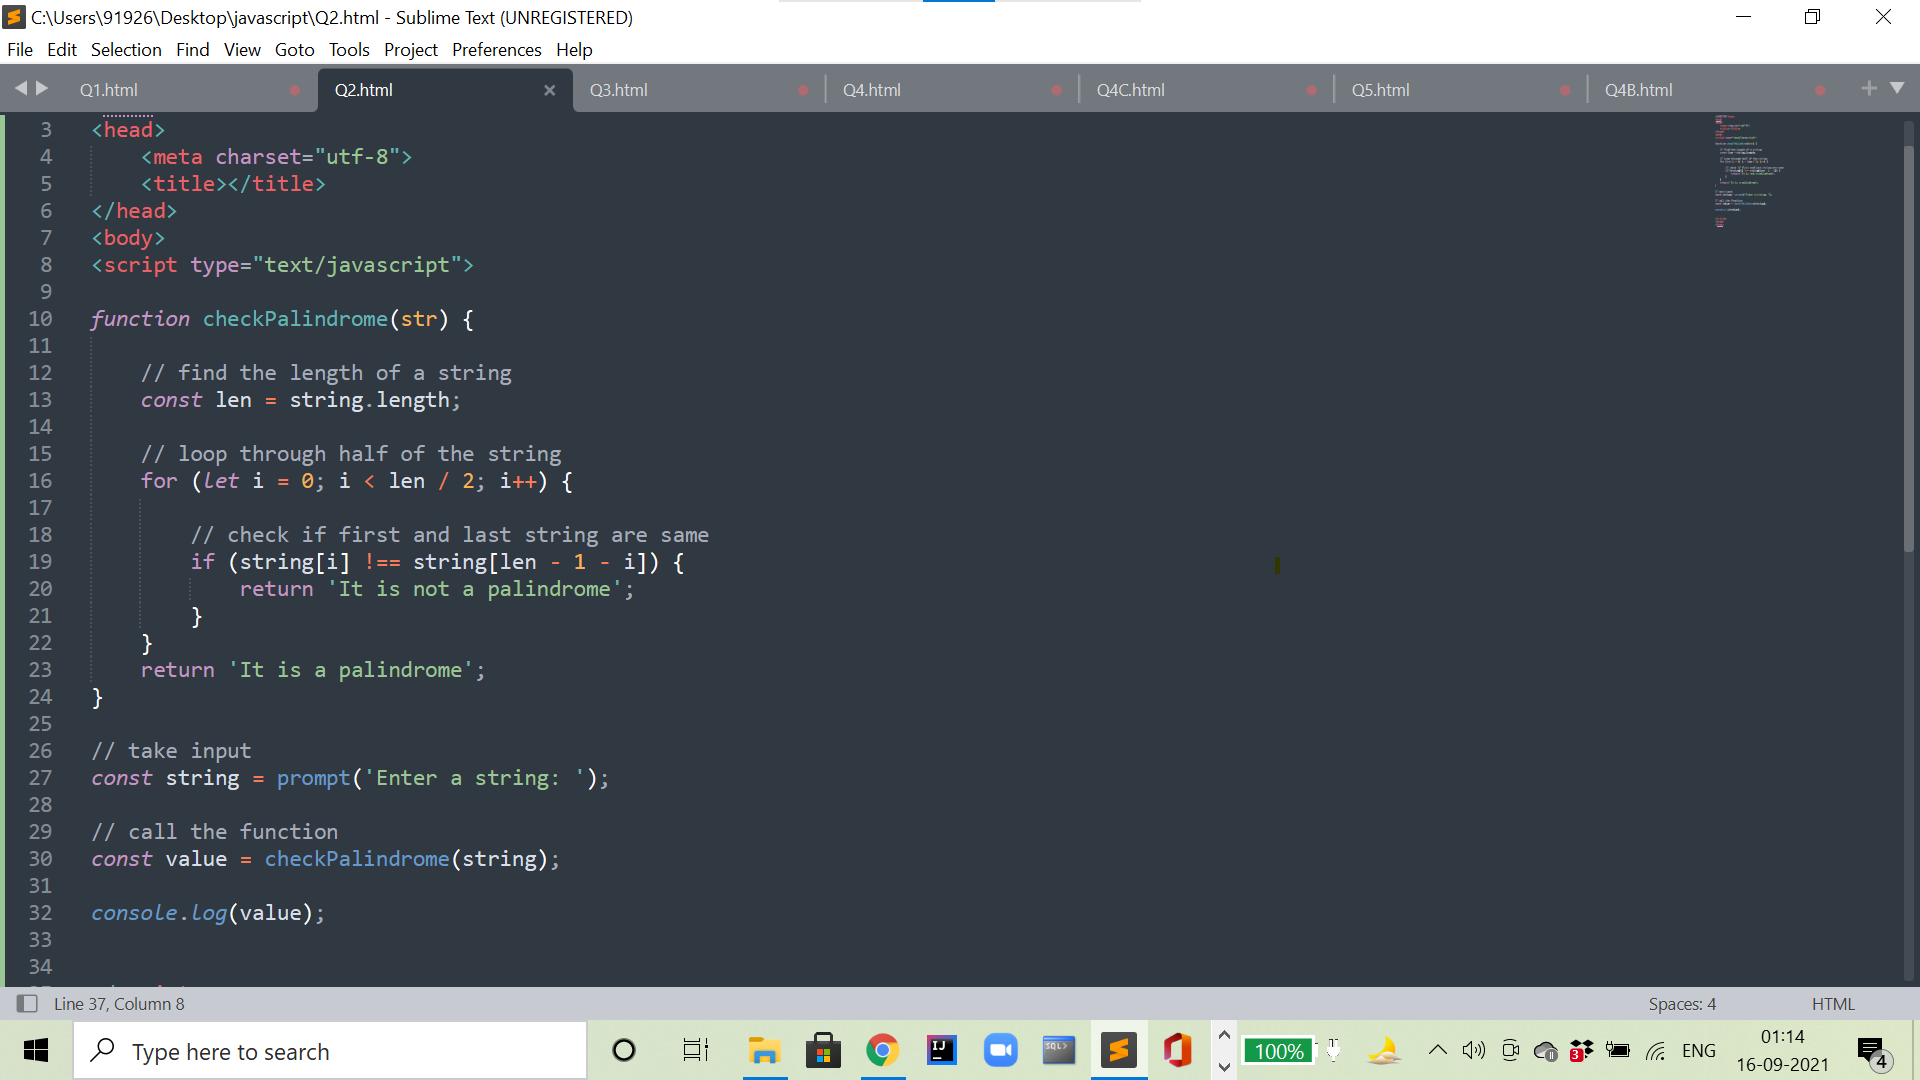 C:\Users\91926\Desktop\javascript\Q2.html - Sublime Text (UNREGISTERED)
File Edit Selection Find View Goto Tools Project Preferences Help
Q1.html Q2.html Q3.html Q4.html Q4C.html Q5.html Q4B.html
3 <head>
4 <meta charset="utf-8">
5 <title></title>
6 </head>
7 <body>
8 <script type="text/javascript">
9
10 function checkPalindrome(str) {
11
12 // find the length of a string
13 const len = string.length;
14
15 // loop through half of the string
16 for (let i = 0; i < len / 2; i++) {
17
18 // check if first and last string are same
19 if (string[i] !== string[len - 1 - i]) {
20 return 'It is not a palindrome';
21 }
22 }
23 return 'It is a palindrome';
24 }
25
26 // take input
27 const string = prompt('Enter a string: ');
28
29 // call the function
30 const value = checkPalindrome(string);
31
32 console.log(value);
33
34
Line 37, Column 8 Spaces: 4 HTML
Type here to search
IJ
SQL>
100%
3
ENG
01:14
16-09-2021
4